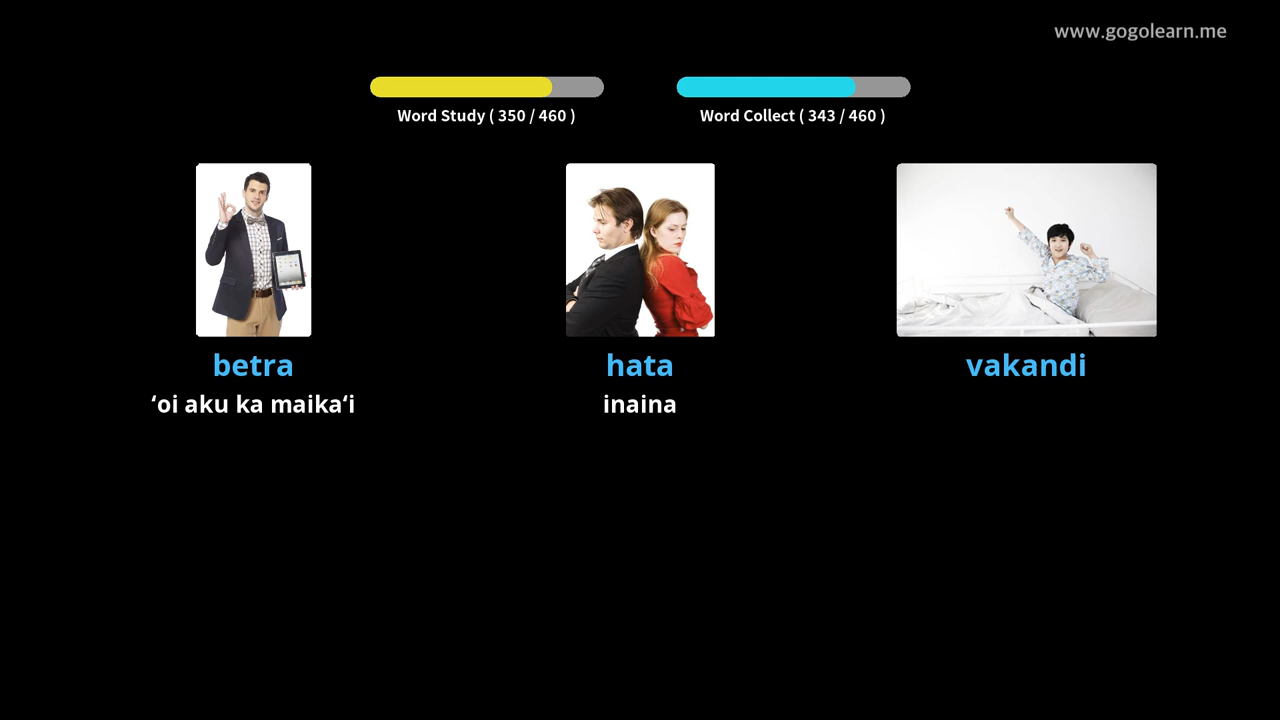 www.gogolearn.me
Word Study ( 350 / 460 )
Word Collect ( 343 / 460 )
betra
hata
vakandi
ʻoi aku ka maikaʻi
inaina